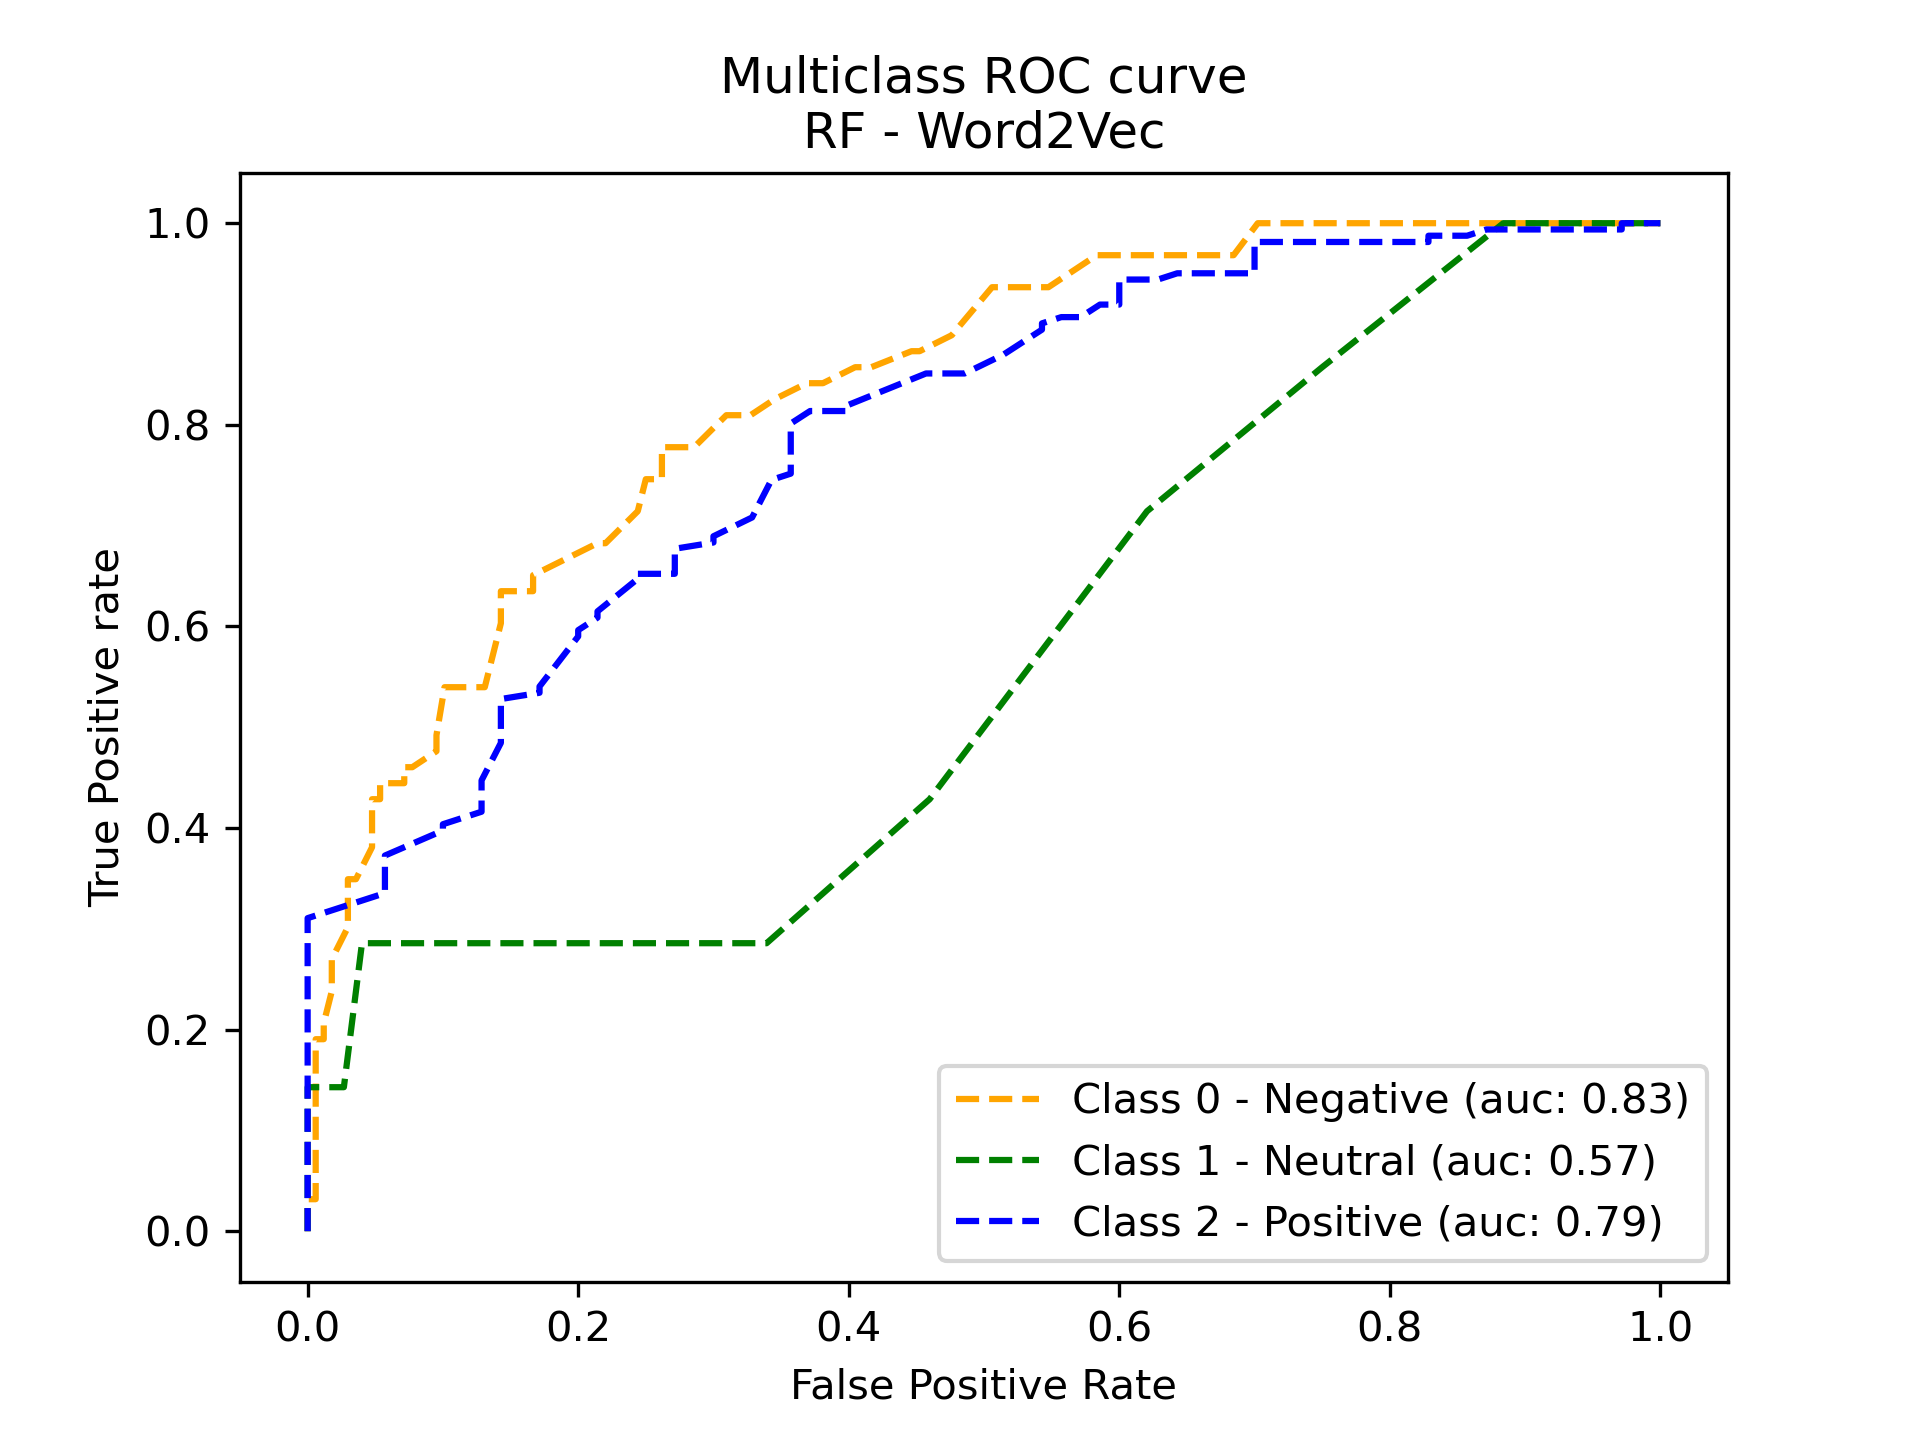 Multiclass ROC curve
RF - Word2Vec
True Positive rate
1.0
0.8
0.6
0.4
0.2
0.0
Class 0 - Negative (auc: 0.83)
Class 1 - Neutral (auc: 0.57)
Class 2 - Positive (auc: 0.79)
0.0 0.2 0.4 0.6 0.8 1.0
False Positive Rate